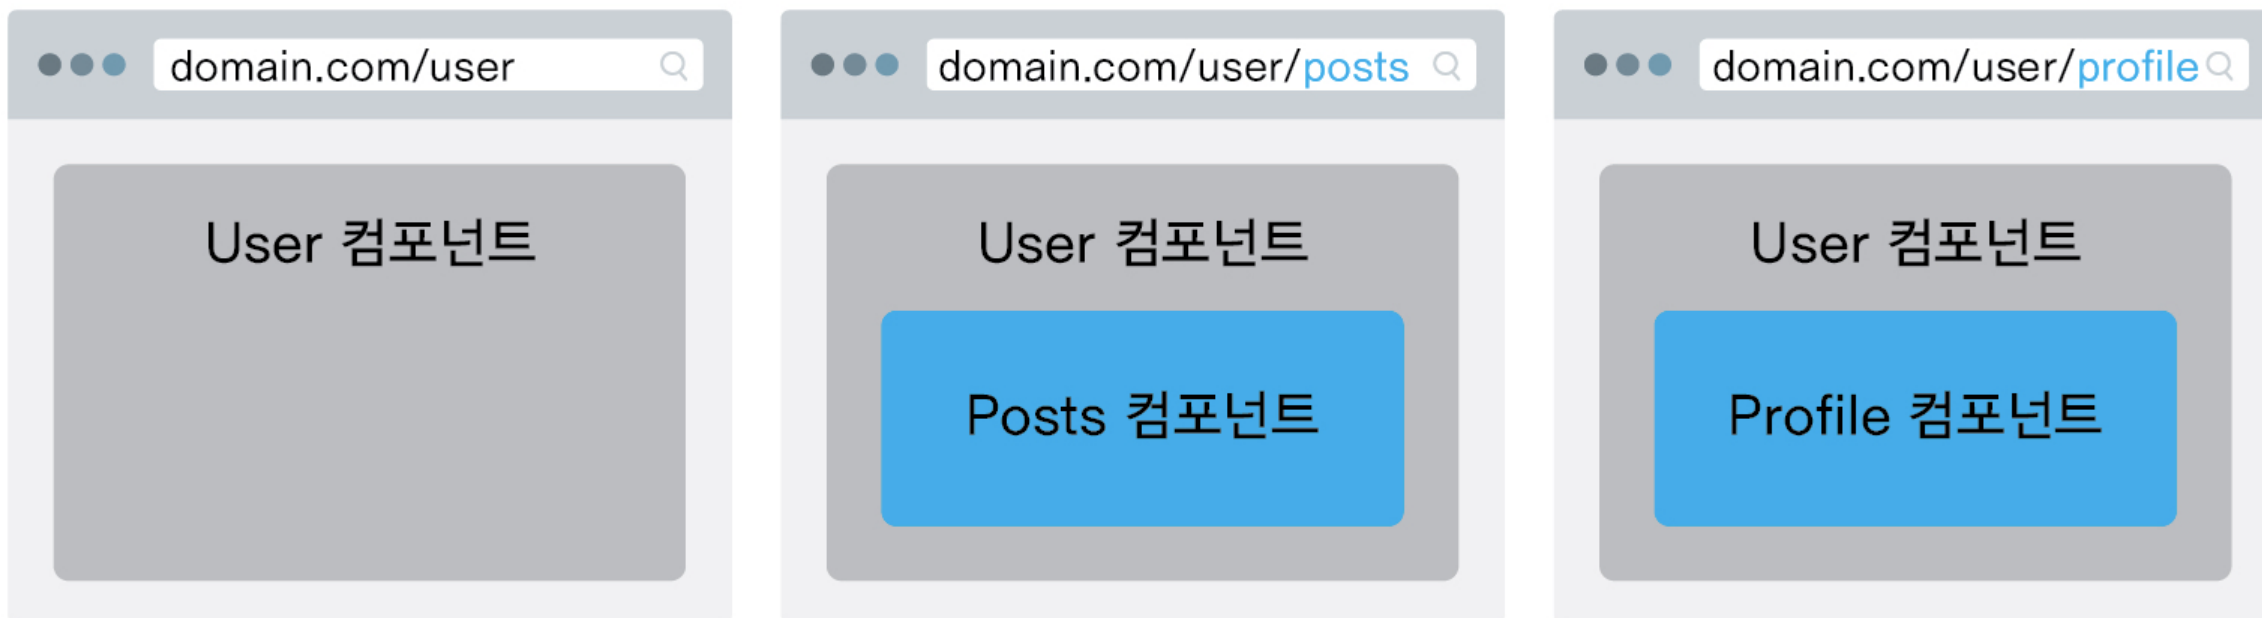 domain.com/user
User 컴포넌트
domain.com/user/posts
User 컴포넌트
Posts 컴포넌트
domain.com/user/profile
User 컴포넌트
Profile 컴포넌트